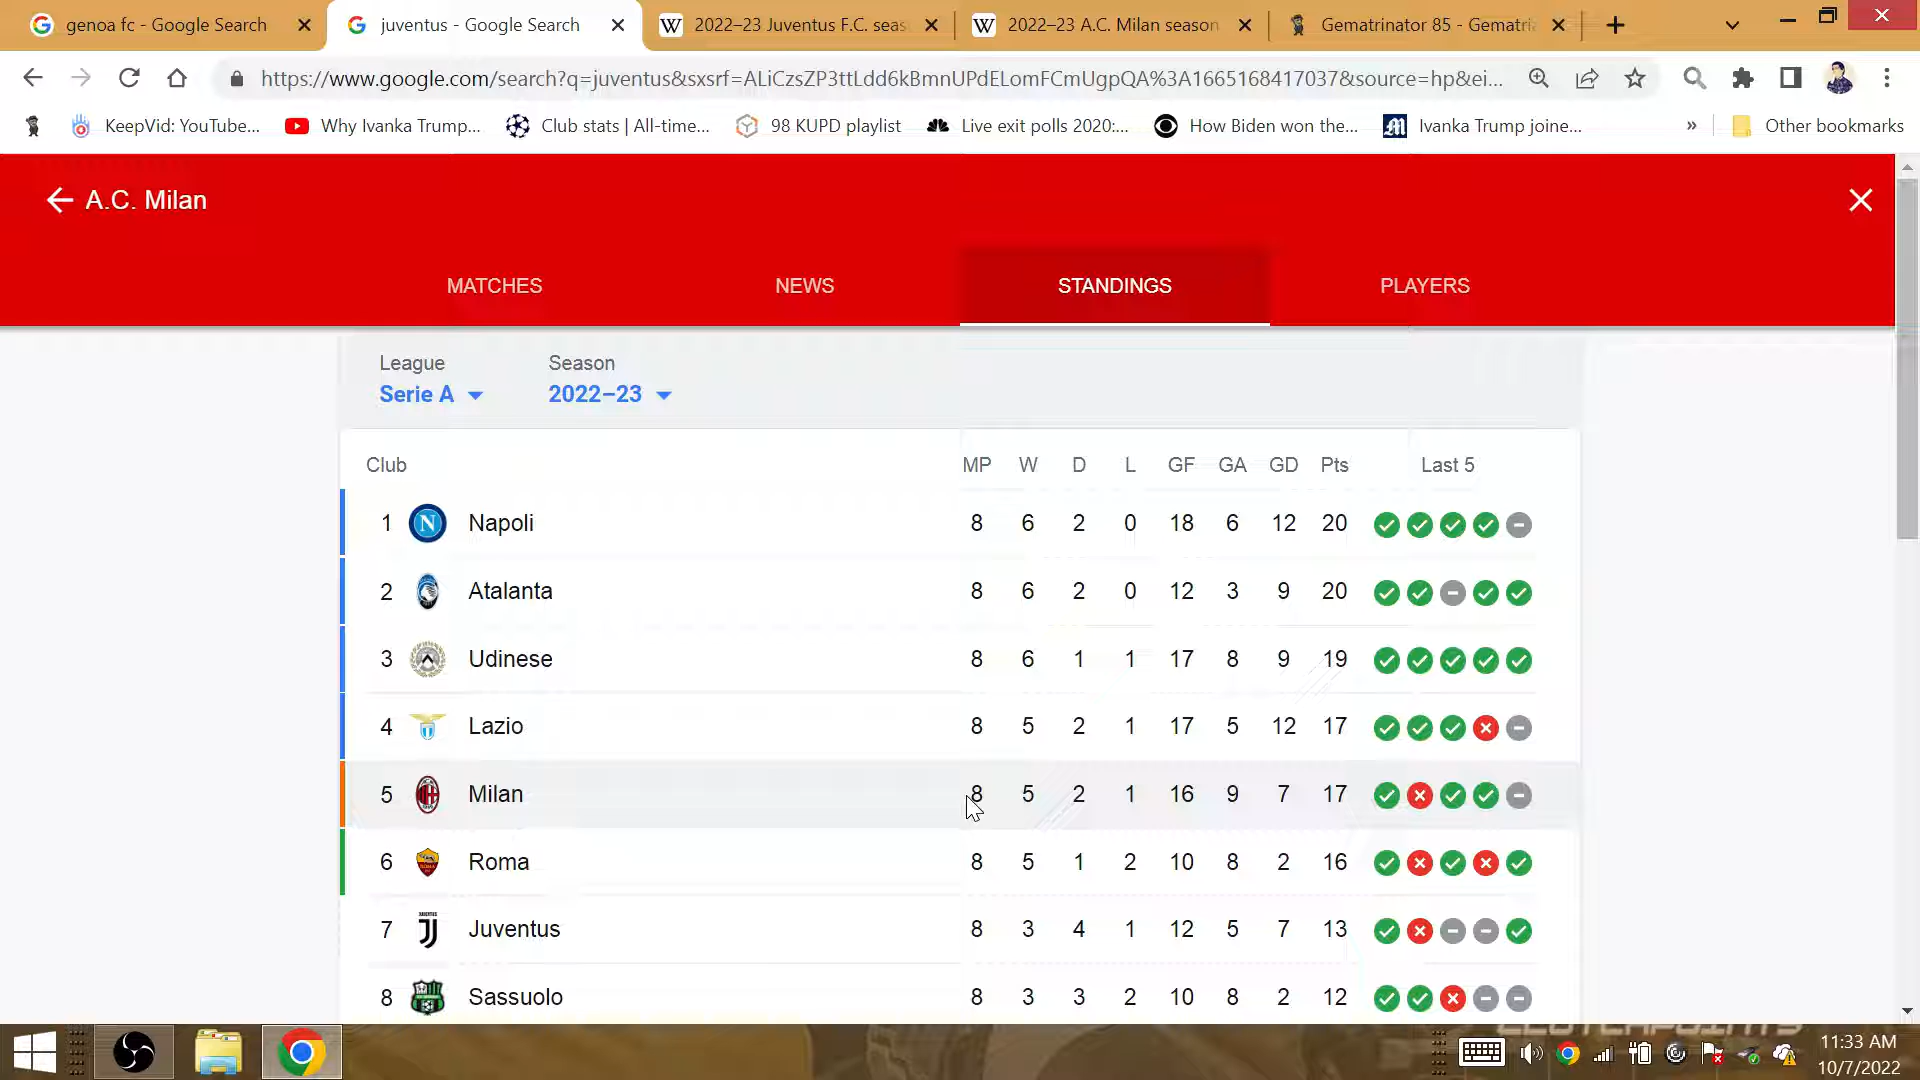 genoa fc - Google Search
juventus - Google Search
2022–23 Juventus F.C. seas
2022–23 A.C. Milan season
Gematrinator 85 - Gematri
https://www.google.com/search?q=juventus&sxsrf=ALiCzsZP3ttLdd6kBmnUPdELomFCmUgpQA%3A1665168417037&source=hp&ei...
KeepVid: YouTube...
Why Ivanka Trump...
Club stats | All-time...
98 KUPD playlist
Live exit polls 2020:...
How Biden won the...
Ivanka Trump joine...
»
Other bookmarks
A.C. Milan
MATCHES NEWS STANDINGS PLAYERS
League Season
Serie A 2022–23
Club MP W D L GF GA GD Pts Last 5
1 Napoli 8 6 2 0 18 6 12 20
2 Atalanta 8 6 2 0 12 3 9 20
3 Udinese 8 6 1 1 17 8 9 19
4 Lazio 8 5 2 1 17 5 12 17
5 Milan 8 5 2 1 16 9 7 17
6 Roma 8 5 1 2 10 8 2 16
7 Juventus 8 3 4 1 12 5 7 13
8 Sassuolo 8 3 3 2 10 8 2 12
CLUTCHPOINTS
11:33 AM
10/7/2022